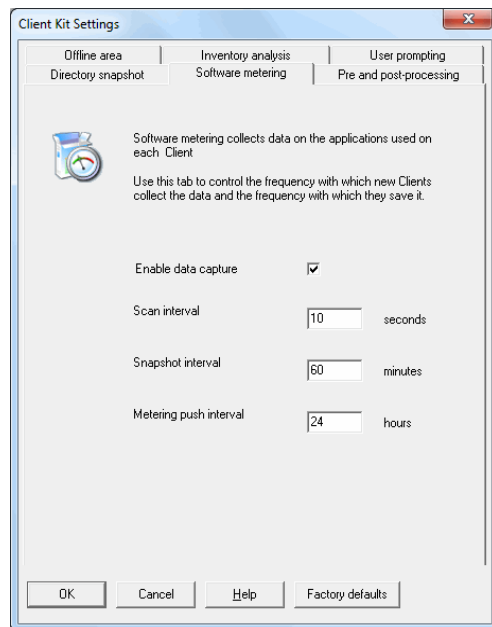 Client Kit Settings
Offline area
Inventory analysis
User prompting
Directory snapshot
Software metering
Pre and post-processing
Software metering collects data on the applications used on
each Client
Use this tab to control the frequency with which new Clients
collect the data and the frequency with which they save it.
Enable data capture
Scan interval
10
seconds
Snapshot interval
60
minutes
Metering push interval
24
hours
OK
Cancel
Help
Factory defaults